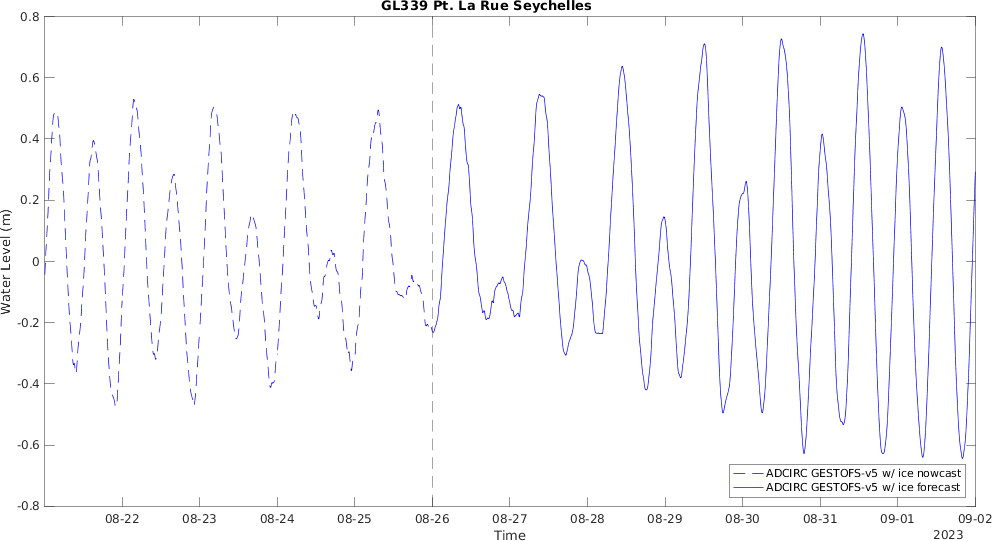 GL339 Pt. La Rue Seychelles
Water Level (m)
0.8
0.6
0.4
0.2
0
-0.2
-0.4
-0.6
-0.8
ADCIRC GESTOFS-v5 w/ ice nowcast
ADCIRC GESTOFS-v5 w/ ice forecast
08-22 08-23 08-24 08-25 08-26 08-27 08-28 08-29 08-30 08-31 09-01 09-02
Time
2023